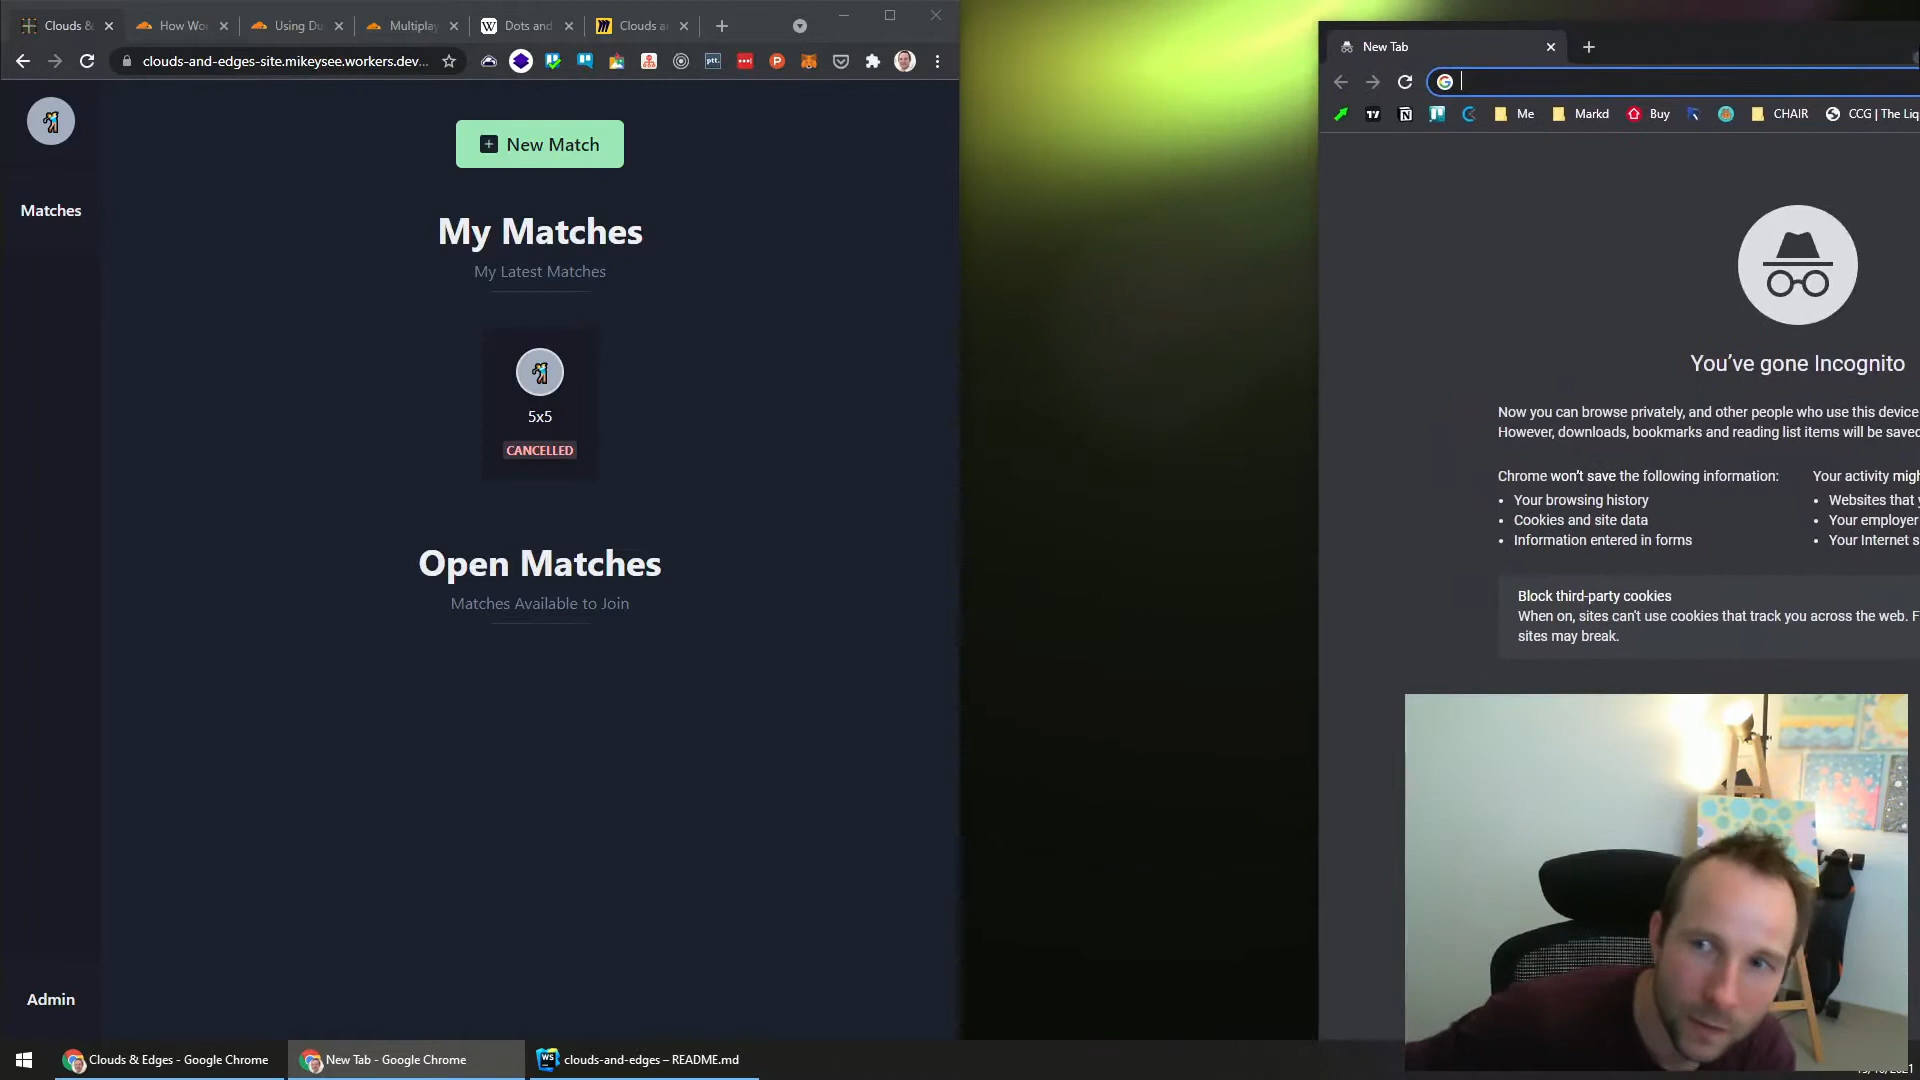 Clouds &
How Wo
Using Du
Multiplay
Dots and
Clouds a
clouds-and-edges-site.mikeysee.workers.dev...
ptt.
New Match
Matches
My Matches
My Latest Matches
5x5
CANCELLED
Open Matches
Matches Available to Join
Admin
New Tab
Me
Markd
Buy
CHAIR
CCG | The Liq
You've gone Incognito
Now you can browse privately, and other people who use this device
However, downloads, bookmarks and reading list items will be saved
Chrome won't save the following information:
• Your browsing history
• Cookies and site data
• Information entered in forms
Your activity migh
• Websites that y
• Your employer
• Your Internet s
Block third-party cookies
When on, sites can't use cookies that track you across the web. F
sites may break.
Clouds & Edges - Google Chrome
New Tab - Google Chrome
WS
clouds-and-edges – README.md